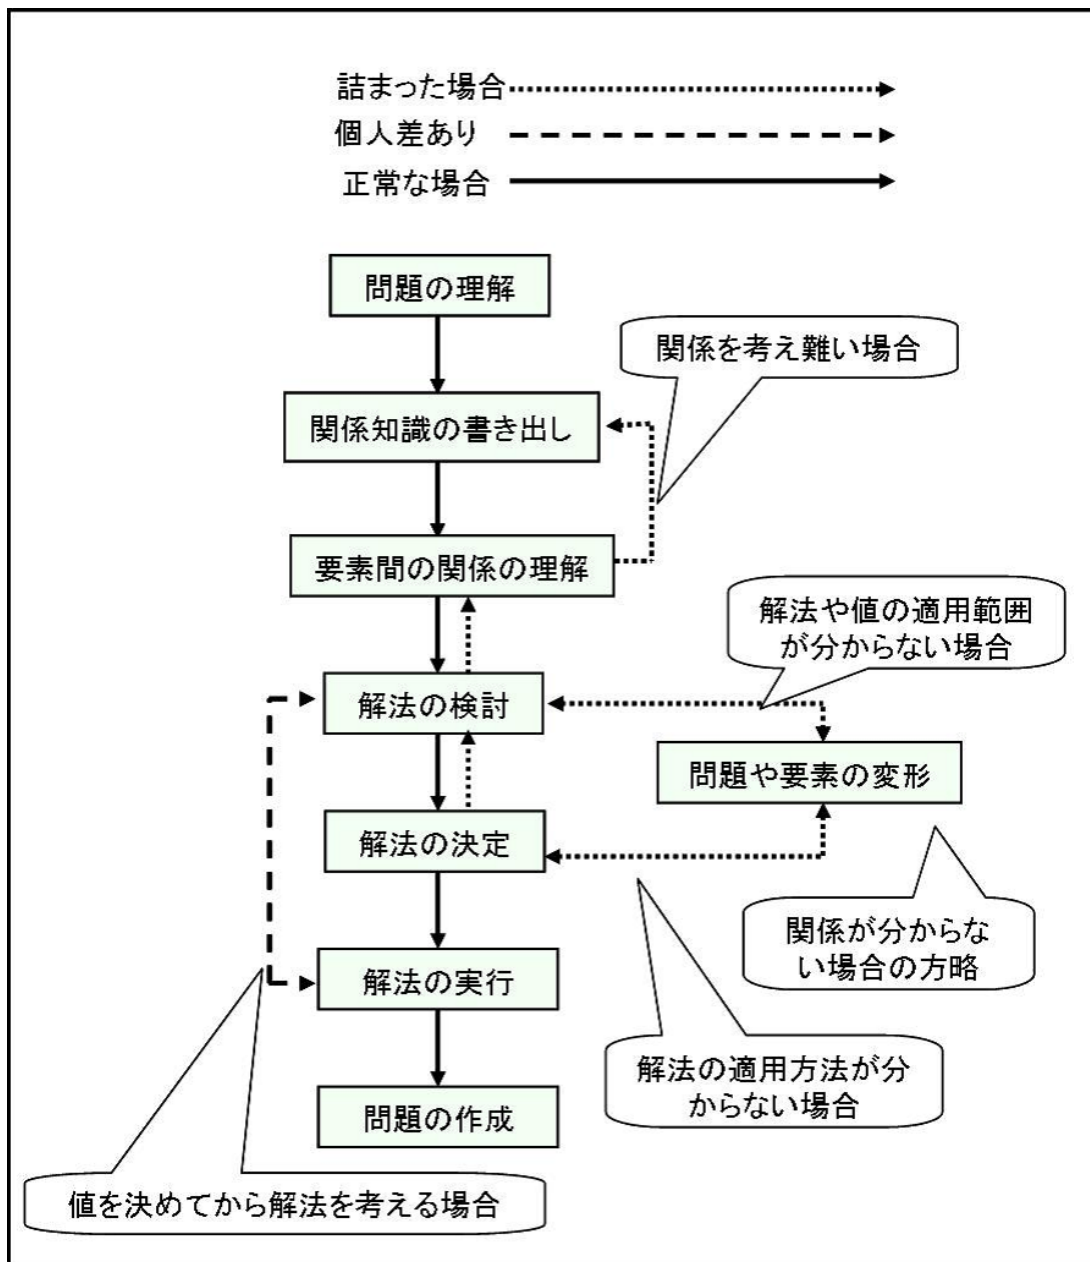 詰まった場合
個人差あり
正常な場合
問題の理解
関係を考え難い場合
関係知識の書き出し
要素間の関係の理解
解法や値の適用範囲
が分からない場合
解法の検討
問題や要素の変形
解法の決定
関係が分からな
い場合の方略
解法の実行
解法の適用方法が分
からない場合
問題の作成
値を決めてから解法を考える場合